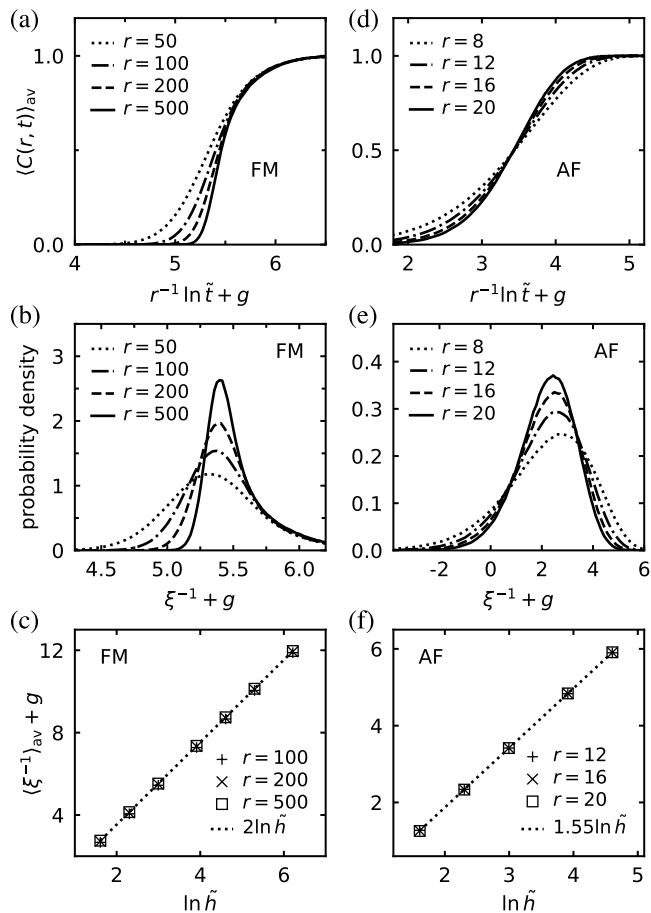 (a)
1.0
0.5
0.0
⟨C(r, t)⟩av
r = 50
r = 100
r = 200
r = 500
FM
4 5 6
r⁻¹ ln t̃ + g
(d)
1.0
0.5
0.0
r = 8
r = 12
r = 16
r = 20
AF
2 3 4 5
r⁻¹ ln t̃ + g
(b)
3
2
1
0
probability density
r = 50
r = 100
r = 200
r = 500
FM
4.5 5.0 5.5 6.0
ξ⁻¹ + g
(e)
0.4
0.3
0.2
0.1
0.0
r = 8
r = 12
r = 16
r = 20
AF
-2 0 2 4 6
ξ⁻¹ + g
(c)
12
8
4
⟨ξ⁻¹⟩av + g
FM
r = 100
r = 200
r = 500
2ln h̃
2 4 6
ln h̃
(f)
6
4
2
AF
r = 12
r = 16
r = 20
1.55ln h̃
2 3 4 5
ln h̃